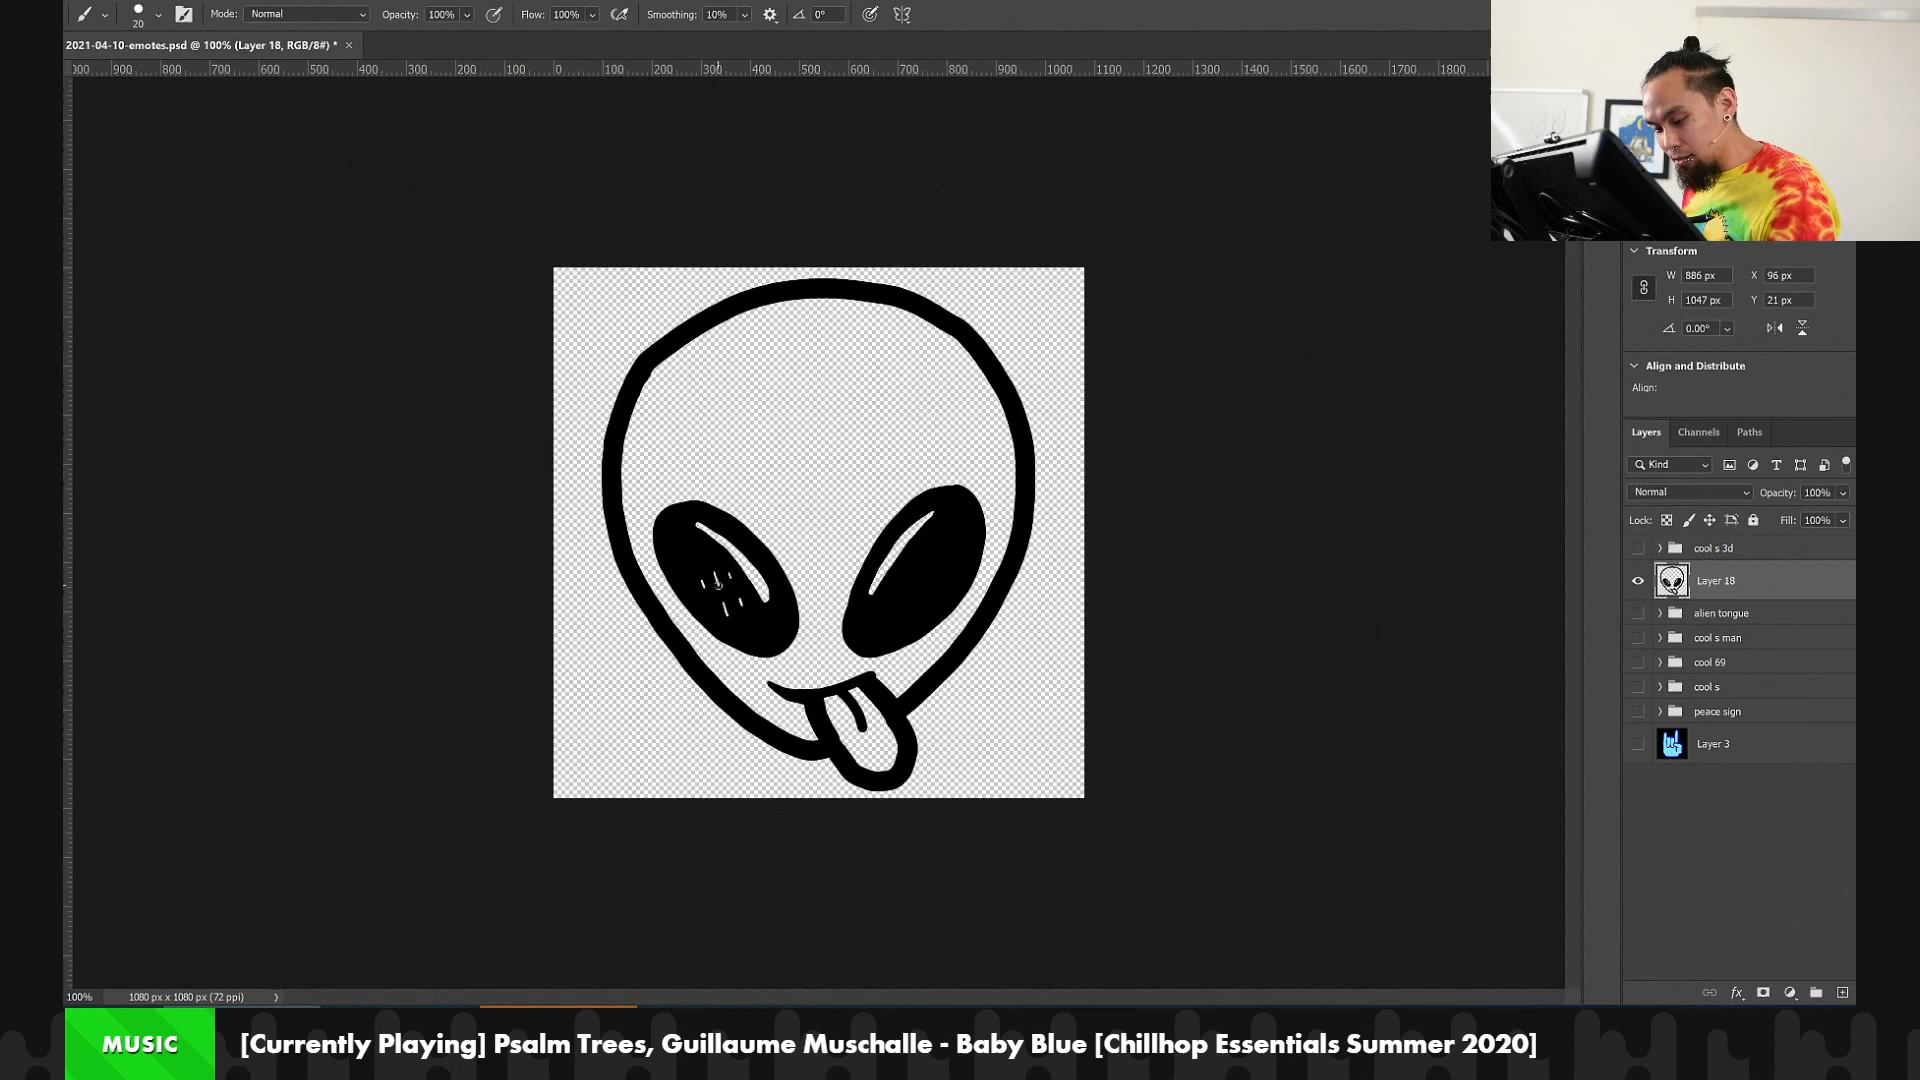 20 Mode: Normal Opacity: 100% Flow: 100% Smoothing: 10% 0°
2021-04-10-emotes.psd @ 100% (Layer 18, RGB/8#) * ×
000 900 800 700 600 500 400 300 200 100 0 100 200 300 400 500 600 700 800 900 1000 1100 1200 1300 1400 1500 1600 1700 1800
Transform
W 886 px X 96 px
H 1047 px Y 21 px
0.00°
Align and Distribute
Align:
Layers Channels Paths
Kind
Normal Opacity: 100%
Lock: Fill: 100%
cool s 3d
Layer 18
alien tongue
cool s man
cool 69
cool s
peace sign
Layer 3
fx
100% 1080 px x 1080 px (72 ppi)
MUSIC [Currently Playing] Psalm Trees, Guillaume Muschalle - Baby Blue [Chillhop Essentials Summer 2020]